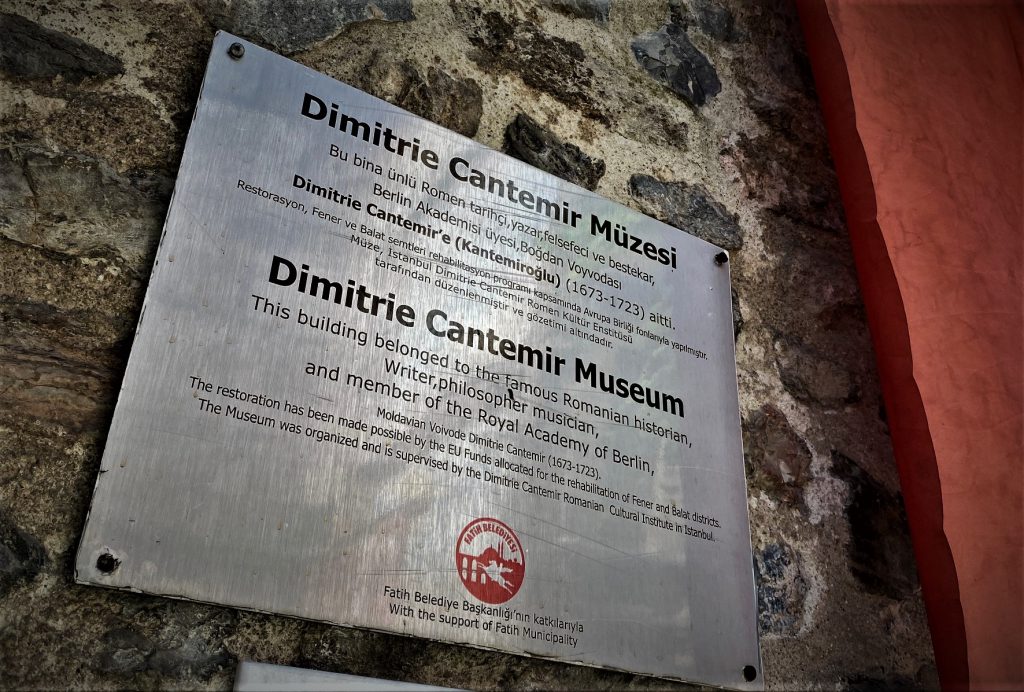 Dimitrie Cantemir Müzesi
Bu bina ünlü Romen tarihçi,yazar,felsefeci ve bestekar,
Berlin Akademisi üyesi,Boğdan Voyvodası
Dimitrie Cantemir'e (Kantemiroğlu) (1673-1723) aitti.
Restorasyon, Fener ve Balat semtleri rehabilitasyon programı kapsamında Avrupa Birliği fonlarıyla yapılmıştır.
Müze, İstanbul Dimitrie Cantemir Romen Kültür Enstitüsü
tarafından düzenlenmiştir ve gözetimi altındadır.
Dimitrie Cantemir Museum
This building belonged to the famous Romanian historian,
Writer,philosopher musician,
and member of the Royal Academy of Berlin,
Moldavian Voivode Dimitrie Cantemir (1673-1723).
The restoration has been made possible by the EU Funds allocated for the rehabilitation of Fener and Balat districts.
The Museum was organized and is supervised by the Dimitrie Cantemir Romanian Cultural Institute in Istanbul.
FATİH BELEDİYESİ
Fatih Belediye Başkanlığı'nın katkılarıyla
With the support of Fatih Municipality